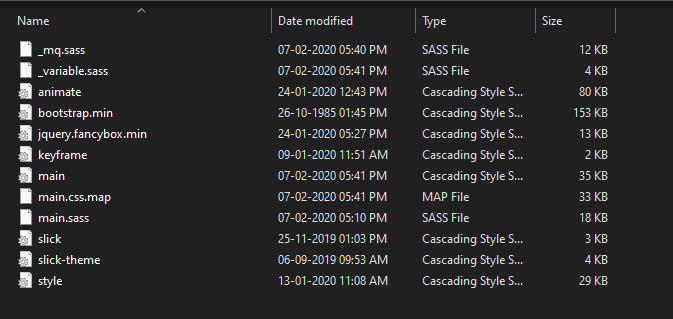 Name Date modified Type Size
_mq.sass 07-02-2020 05:40 PM SASS File 12 KB
_variable.sass 07-02-2020 05:41 PM SASS File 4 KB
animate 24-01-2020 12:43 PM Cascading Style S... 80 KB
bootstrap.min 26-10-1985 01:45 PM Cascading Style S... 153 KB
jquery.fancybox.min 24-01-2020 05:27 PM Cascading Style S... 13 KB
keyframe 09-01-2020 11:51 AM Cascading Style S... 2 KB
main 07-02-2020 05:41 PM Cascading Style S... 35 KB
main.css.map 07-02-2020 05:41 PM MAP File 33 KB
main.sass 07-02-2020 05:10 PM SASS File 18 KB
slick 25-11-2019 01:03 PM Cascading Style S... 3 KB
slick-theme 06-09-2019 09:53 AM Cascading Style S... 4 KB
style 13-01-2020 11:08 AM Cascading Style S... 29 KB